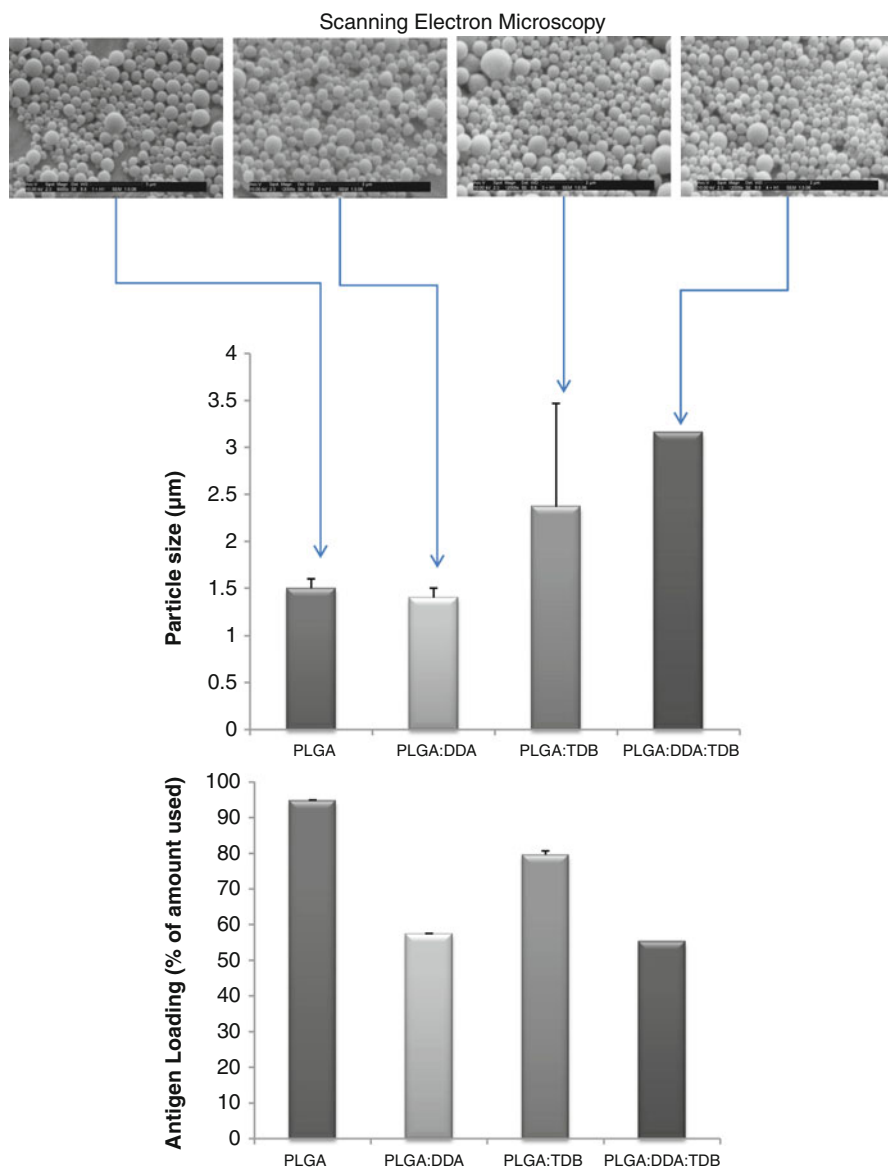 Scanning Electron Microscopy
4
3.5
3
2.5
2
1.5
1
0.5
0
Particle size (µm)
PLGA
PLGA:DDA
PLGA:TDB
PLGA:DDA:TDB
100
90
80
70
60
50
40
30
20
10
0
Antigen Loading (% of amount used)
PLGA
PLGA:DDA
PLGA:TDB
PLGA:DDA:TDB